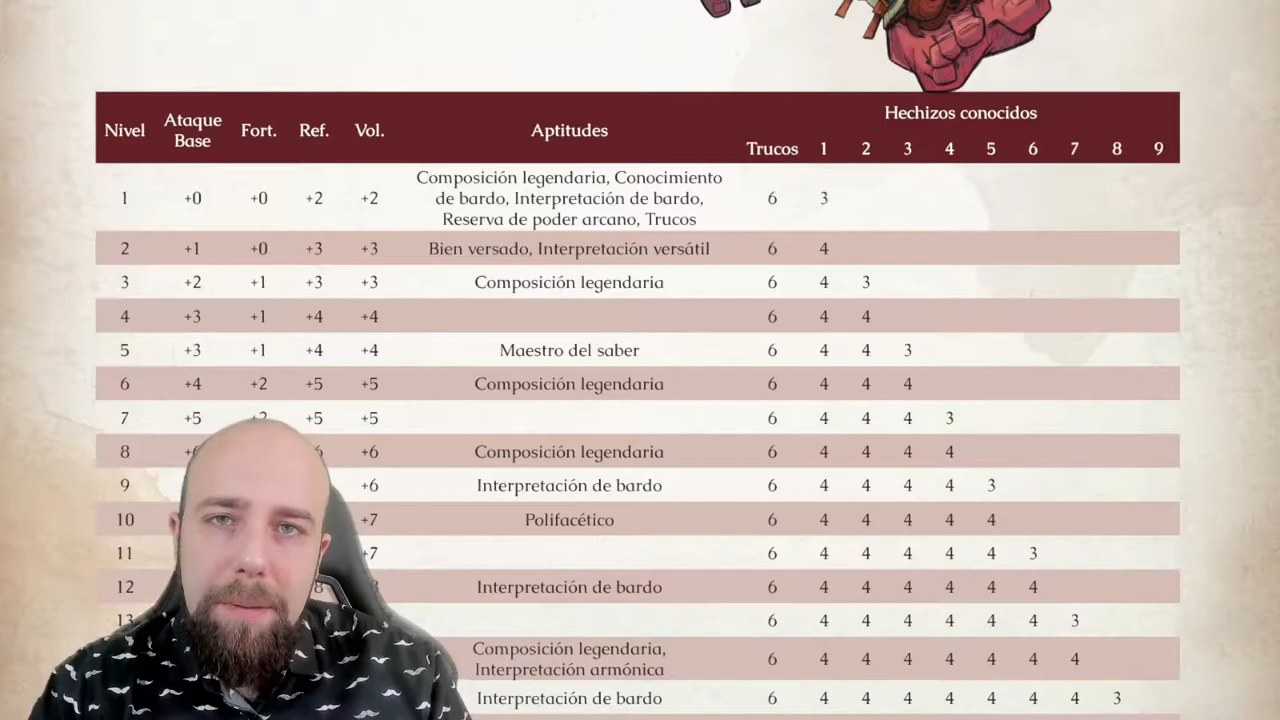 Hechizos conocidos
Nivel Ataque Base Fort. Ref. Vol. Aptitudes Trucos 1 2 3 4 5 6 7 8 9
Composición legendaria, Conocimiento
1 +0 +0 +2 +2 de bardo, Interpretación de bardo, 6 3
Reserva de poder arcano, Trucos
2 +1 +0 +3 +3 Bien versado, Interpretación versátil 6 4
3 +2 +1 +3 +3 Composición legendaria 6 4 3
4 +3 +1 +4 +4 6 4 4
5 +3 +1 +4 +4 Maestro del saber 6 4 4 3
6 +4 +2 +5 +5 Composición legendaria 6 4 4 4
7 +5 +2 +5 +5 6 4 4 4 3
8 +6 Composición legendaria 6 4 4 4 4
9 +6 Interpretación de bardo 6 4 4 4 4 3
10 +7 Polifacético 6 4 4 4 4 4
11 +7 6 4 4 4 4 4 3
12 Interpretación de bardo 6 4 4 4 4 4 4
13 6 4 4 4 4 4 4 3
Composición legendaria,
Interpretación armónica 6 4 4 4 4 4 4 4
Interpretación de bardo 6 4 4 4 4 4 4 4 3